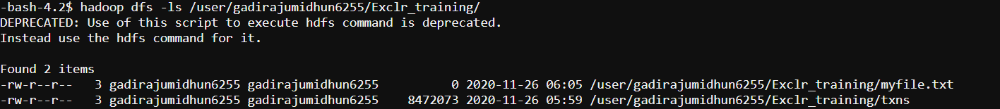 -bash-4.2$ hadoop dfs -ls /user/gadirajumidhun6255/Exclr_training/
DEPRECATED: Use of this script to execute hdfs command is deprecated.
Instead use the hdfs command for it.

Found 2 items
-rw-r--r--   3 gadirajumidhun6255 gadirajumidhun6255          0 2020-11-26 06:05 /user/gadirajumidhun6255/Exclr_training/myfile.txt
-rw-r--r--   3 gadirajumidhun6255 gadirajumidhun6255    8472073 2020-11-26 05:59 /user/gadirajumidhun6255/Exclr_training/txns